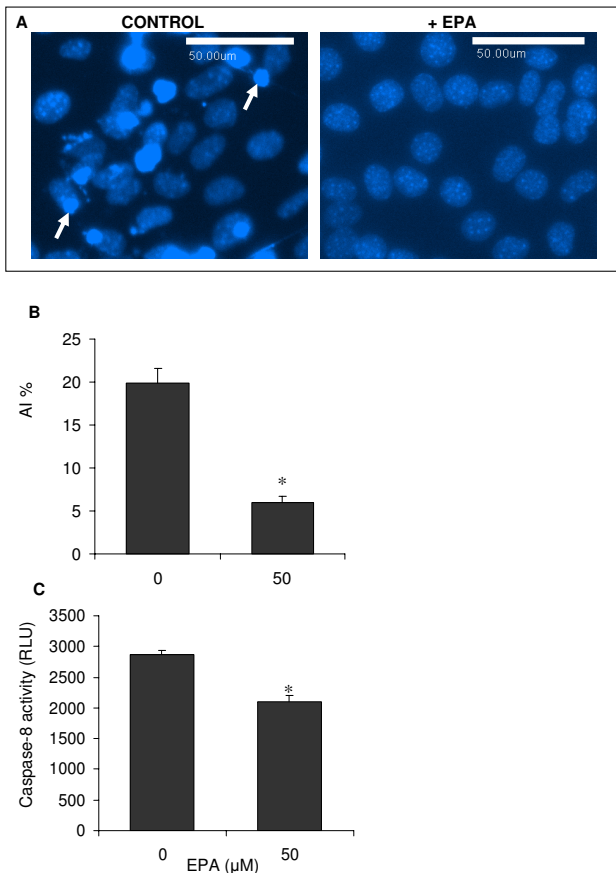 A CONTROL + EPA
50.00um 50.00um
B
25
20
15
10
5
0
AI %
*
0 50
C
3500
3000
2500
2000
1500
1000
500
0
Caspase-8 activity (RLU)
*
0 50
EPA (µM)